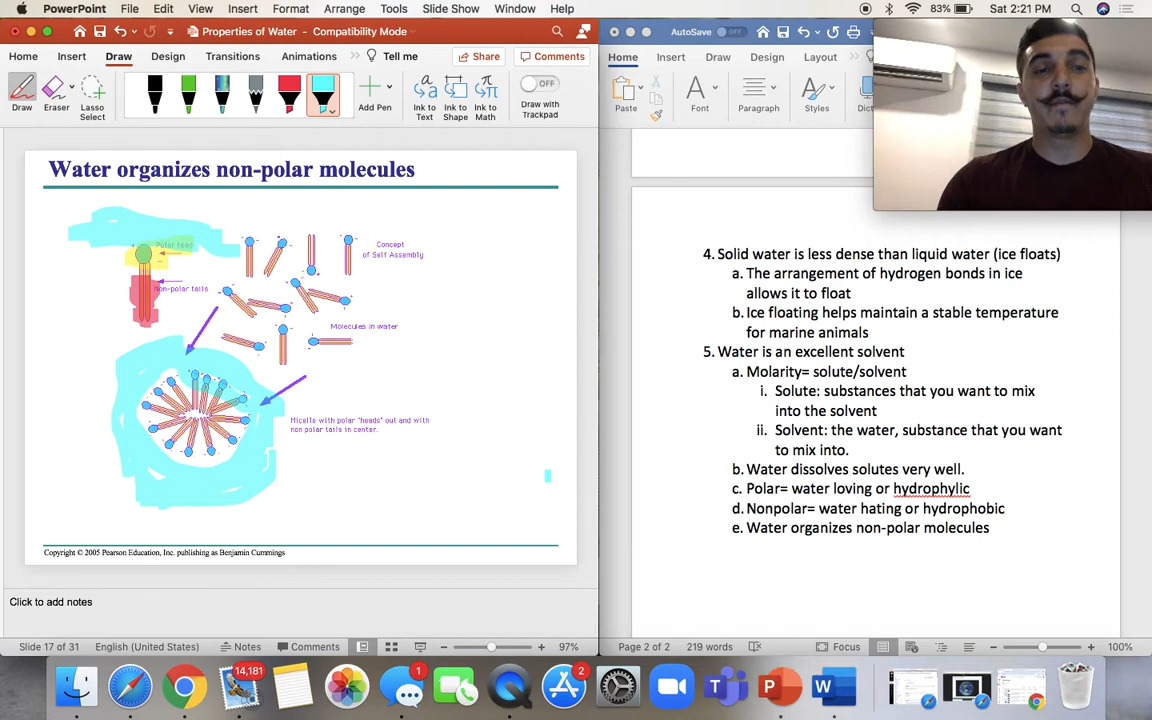 PowerPoint File Edit View Insert Format Arrange Tools Slide Show Window Help 83% Sat 2:21 PM
Properties of Water - Compatibility Mode
AutoSave OFF
Home Insert Draw Design Transitions Animations Tell me Share Comments
Home Insert Draw Design Layout
Draw Eraser Lasso Select Add Pen Ink to Text Ink to Shape Ink to Math OFF Draw with Trackpad
Paste Font Paragraph Styles
Water organizes non-polar molecules
Polar head
Non-polar tails
Concept
of Self Assembly
Molecules in water
Micelle with polar "heads" out and with
non polar tails in center.
Copyright © 2005 Pearson Education, Inc. publishing as Benjamin Cummings
Click to add notes
Slide 17 of 31 English (United States) Notes Comments 97%
4. Solid water is less dense than liquid water (ice floats)
a. The arrangement of hydrogen bonds in ice
allows it to float
b. Ice floating helps maintain a stable temperature
for marine animals
5. Water is an excellent solvent
a. Molarity= solute/solvent
i. Solute: substances that you want to mix
into the solvent
ii. Solvent: the water, substance that you want
to mix into.
b. Water dissolves solutes very well.
c. Polar= water loving or hydrophylic
d. Nonpolar= water hating or hydrophobic
e. Water organizes non-polar molecules
Page 2 of 2 219 words Focus 100%
14,181
1
2